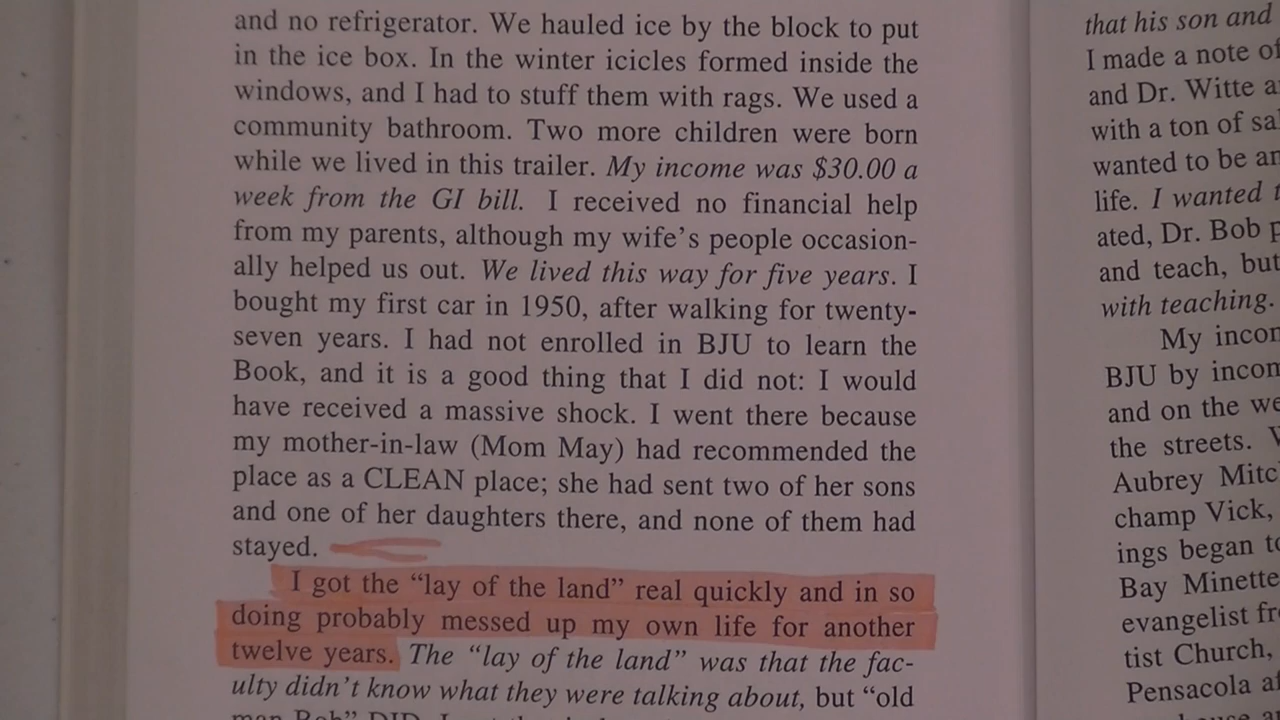 and no refrigerator. We hauled ice by the block to put
in the ice box. In the winter icicles formed inside the
windows, and I had to stuff them with rags. We used a
community bathroom. Two more children were born
while we lived in this trailer. My income was $30.00 a
week from the GI bill. I received no financial help
from my parents, although my wife's people occasion-
ally helped us out. We lived this way for five years. I
bought my first car in 1950, after walking for twenty-
seven years. I had not enrolled in BJU to learn the
Book, and it is a good thing that I did not: I would
have received a massive shock. I went there because
my mother-in-law (Mom May) had recommended the
place as a CLEAN place; she had sent two of her sons
and one of her daughters there, and none of them had
stayed.
I got the “lay of the land” real quickly and in so
doing probably messed up my own life for another
twelve years. The “lay of the land” was that the fac-
ulty didn't know what they were talking about, but “old
man Bob” DID.
that his son and
I made a note of
and Dr. Witte
with a ton of
wanted to be
life. I wanted
ated, Dr. Bob
and teach, but
with teaching.
My
BJU by
and on the
the streets.
Aubrey
champ Vick,
ings began
Bay Minette
evangelist
tist Church,
Pensacola